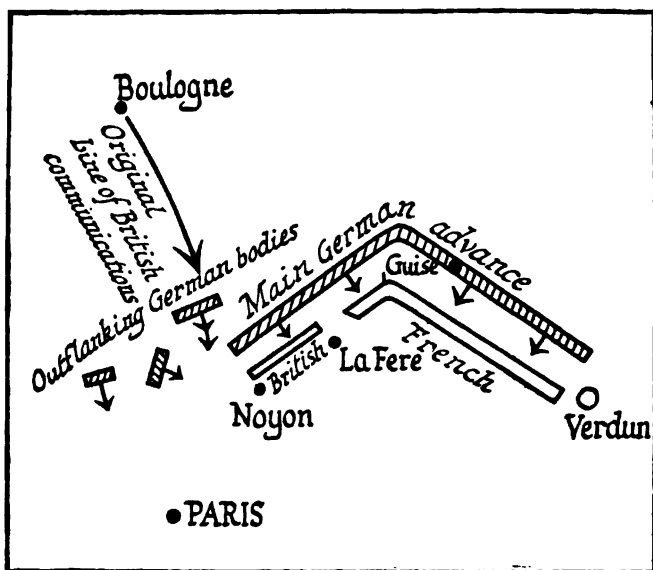 Boulogne
Original
Line of British
communications
Outflanking German bodies
Main German advance
Guise
British
La Fere
French
Noyon
Verdun
PARIS